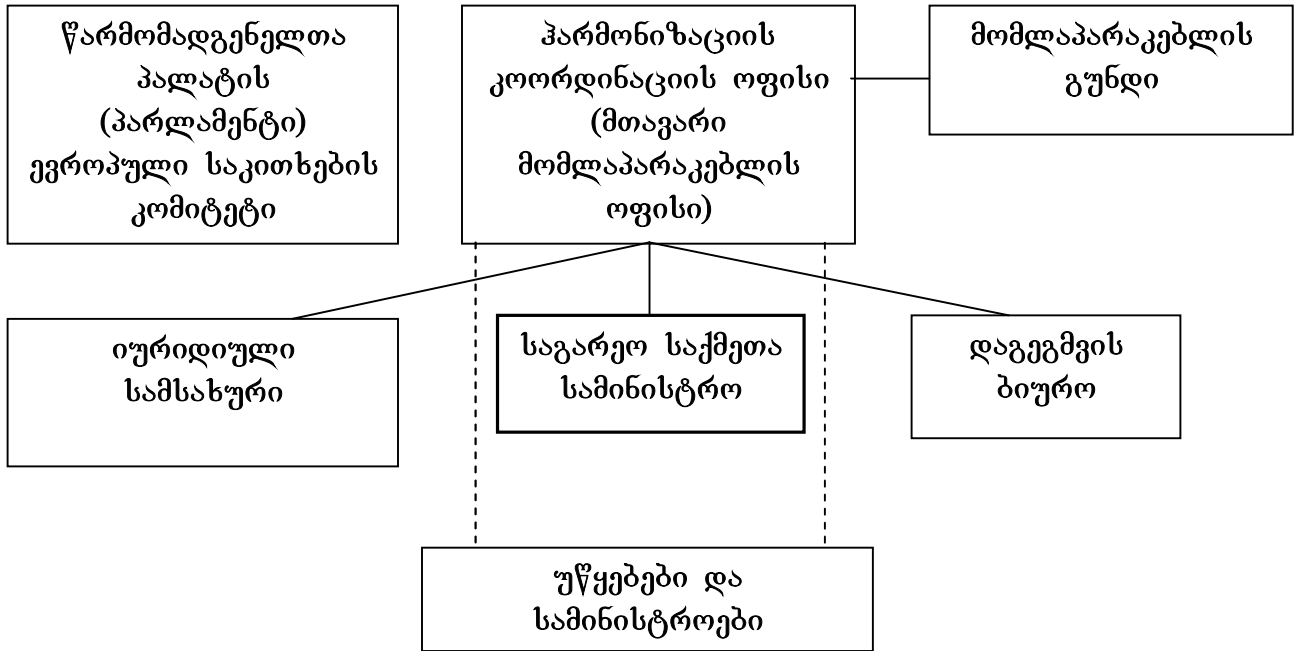 წარმომადგენელთა
პალატის
(პარლამენტი)
ევროპული საკითხების
კომიტეტი
ჰარმონიზაციის
კოორდინაციის ოფისი
(მთავარი
მომლაპარაკებლის
ოფისი)
მომლაპარაკებლის
გუნდი
იურიდიული
სამსახური
საგარეო საქმეთა
სამინისტრო
დაგეგმვის
ბიურო
უწყებები და
სამინისტროები